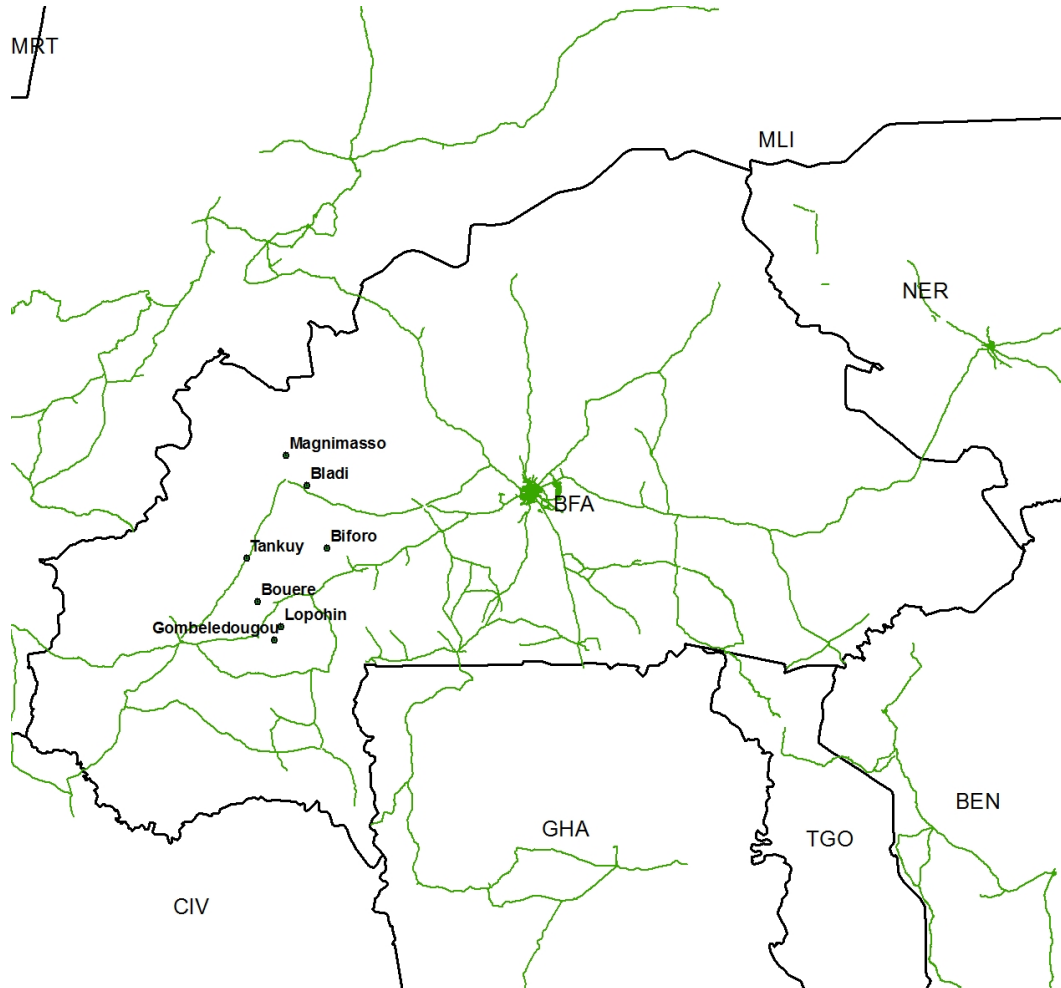 MRT
MLI
NER
Magnimasso
Bladi
BFA
Biforo
Tankuy
Bouere
Lopohin
Gombeledougou
BEN
GHA
TGO
CIV